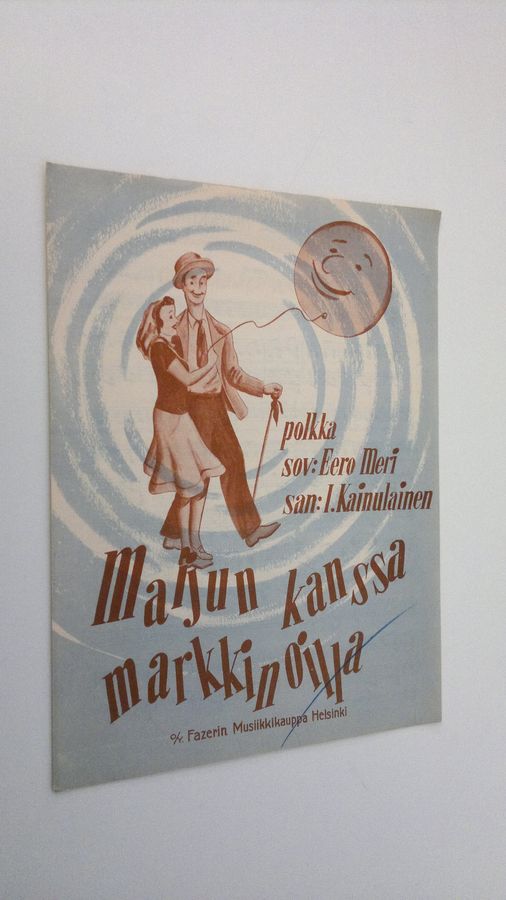 polkka
sov: Eero Meri
san: I. Kainulainen
Marjun kanssa
markkinoilla
O/Y. Fazerin Musiikkikauppa Helsinki